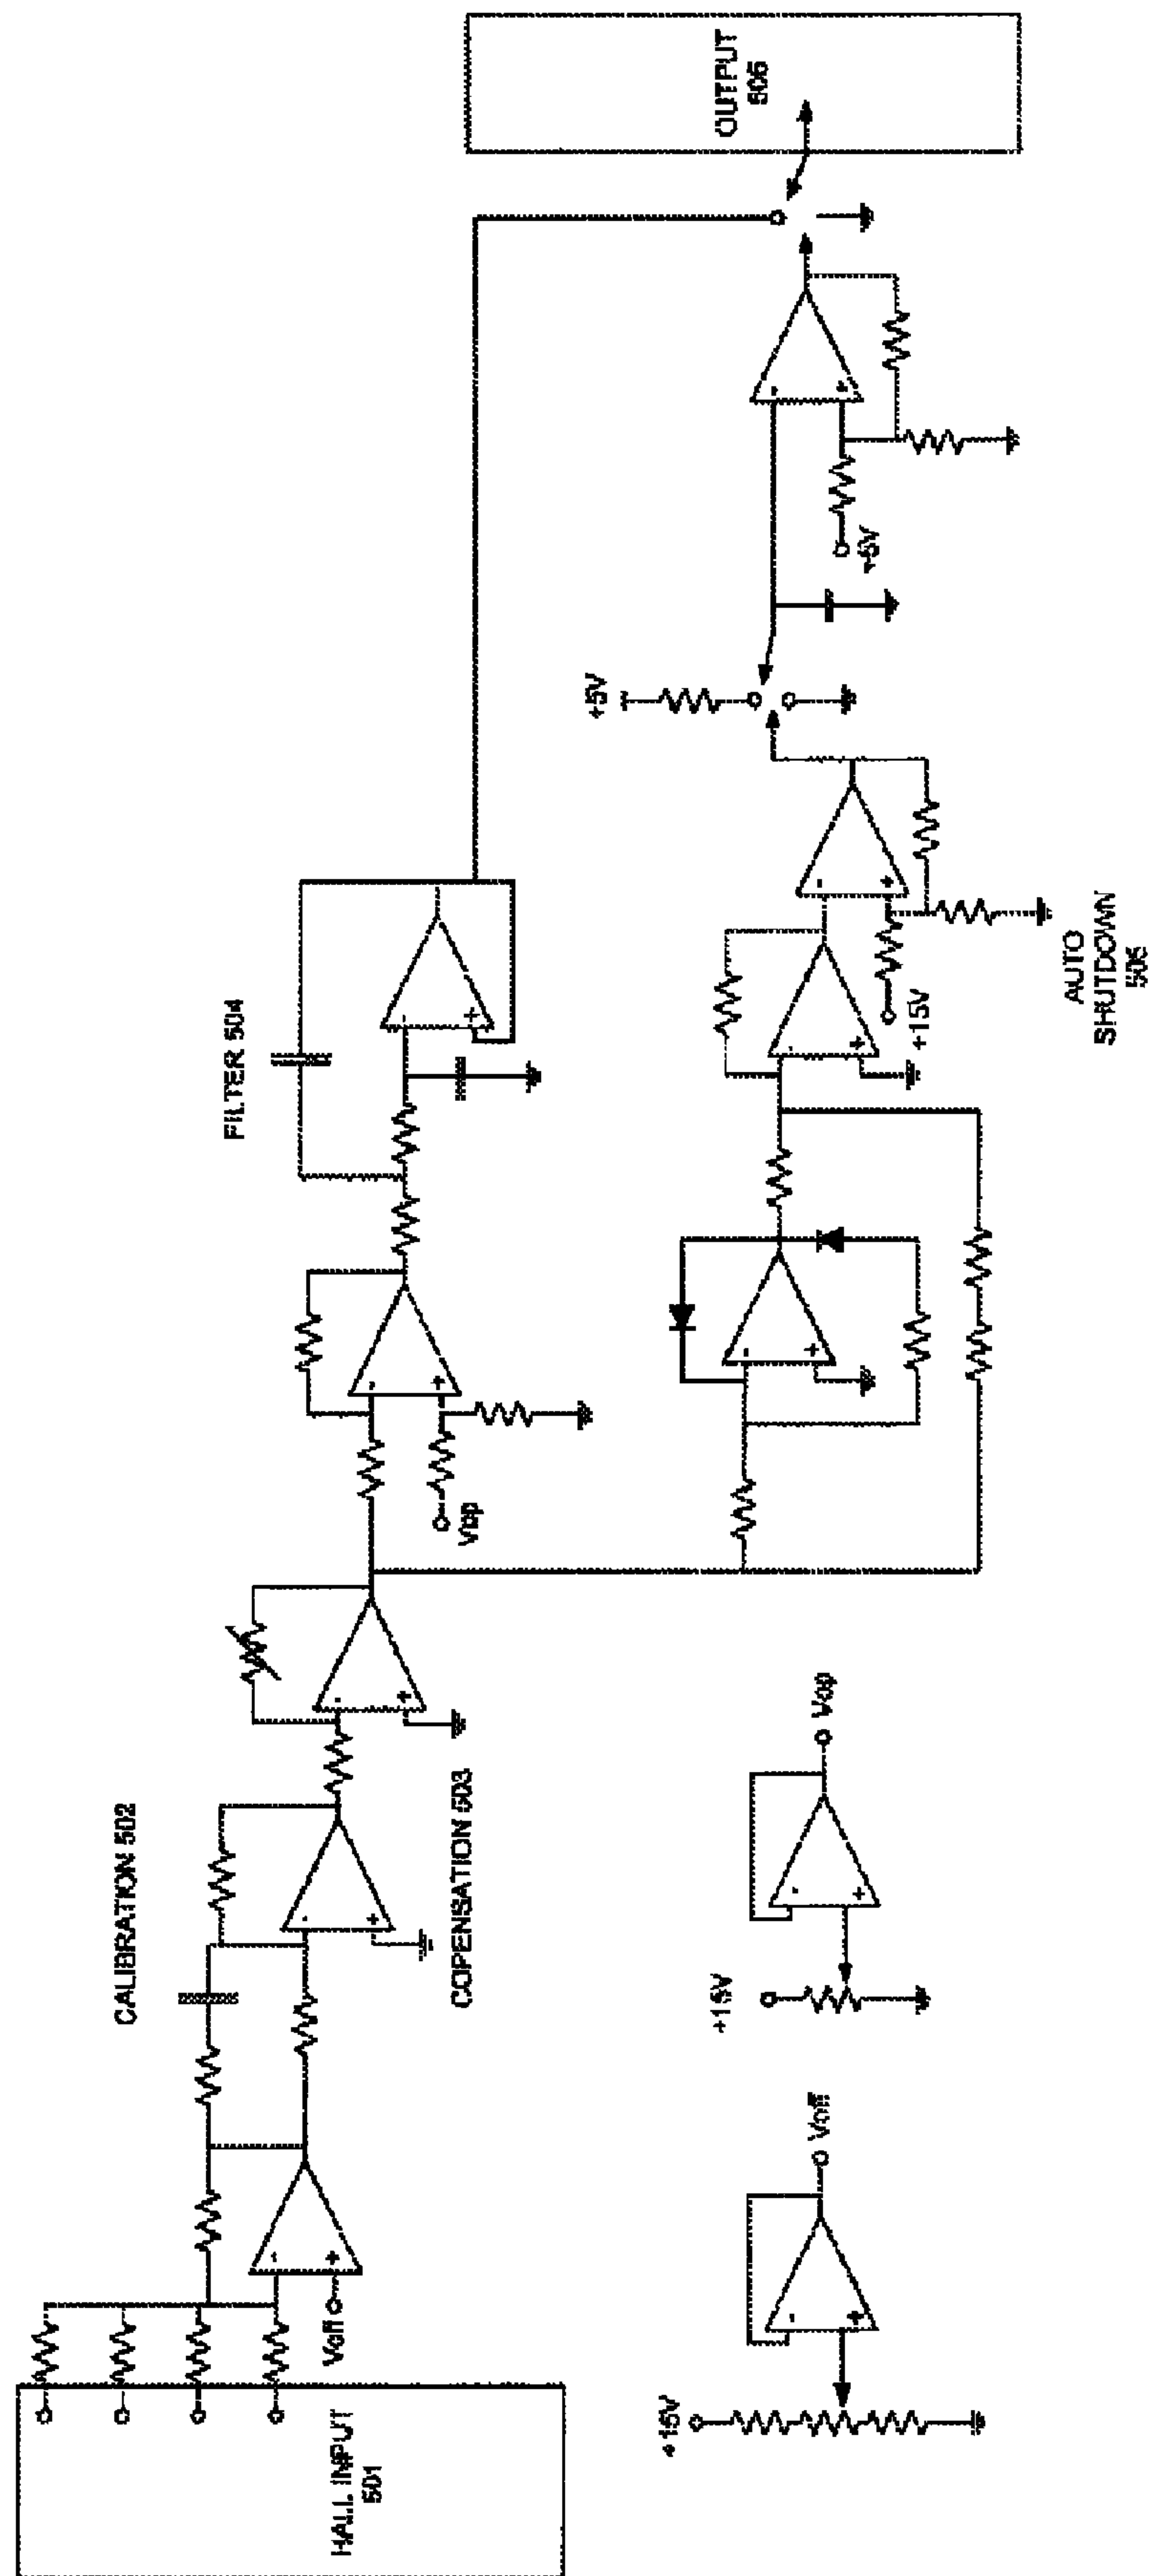 HALL INPUT
501
CALIBRATION 502
COPENSATION 503
FILTER 504
OUTPUT
506
AUTO
SHUTDOWN
505
Voff
Vop
+5V
+5V
+15V
+15V
Voff
+15V
Vop
-
+
-
+
-
+
-
+
-
+
-
+
-
+
-
+
-
+
-
+
-
+